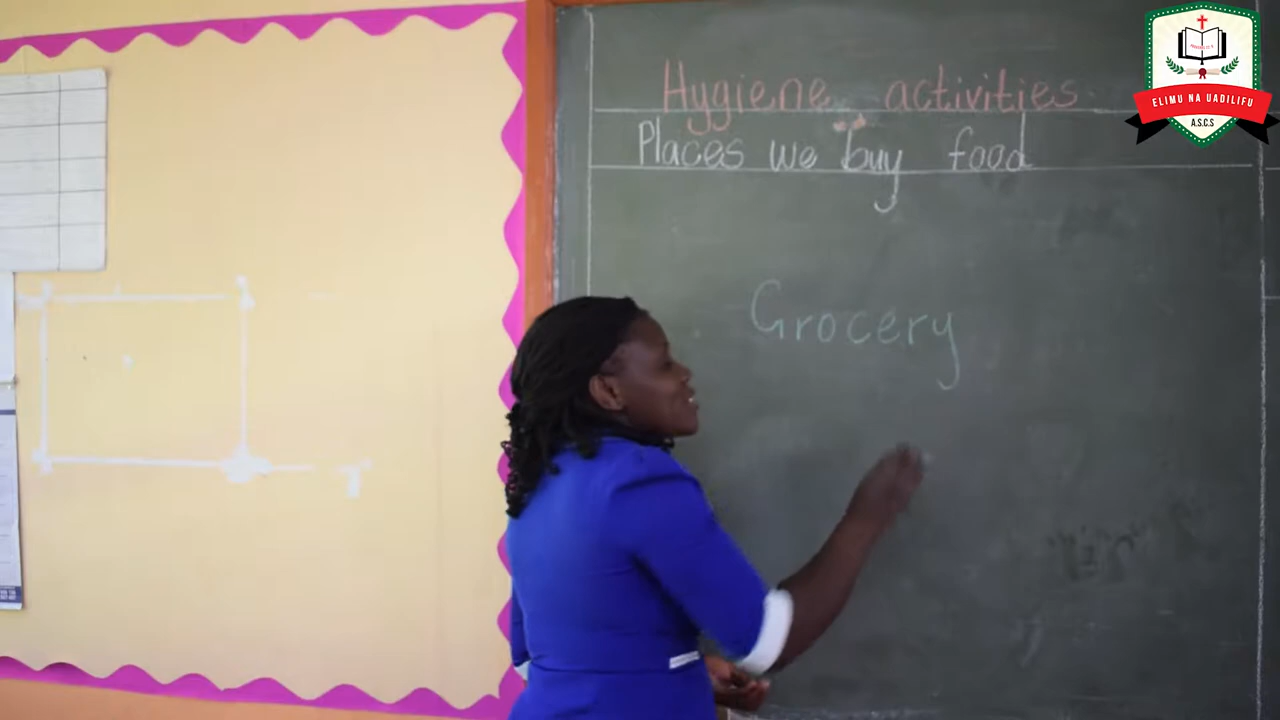 Hygiene activities
Places we buy food
Grocery
ELIMU NA UADILIFU
A.S.C.S